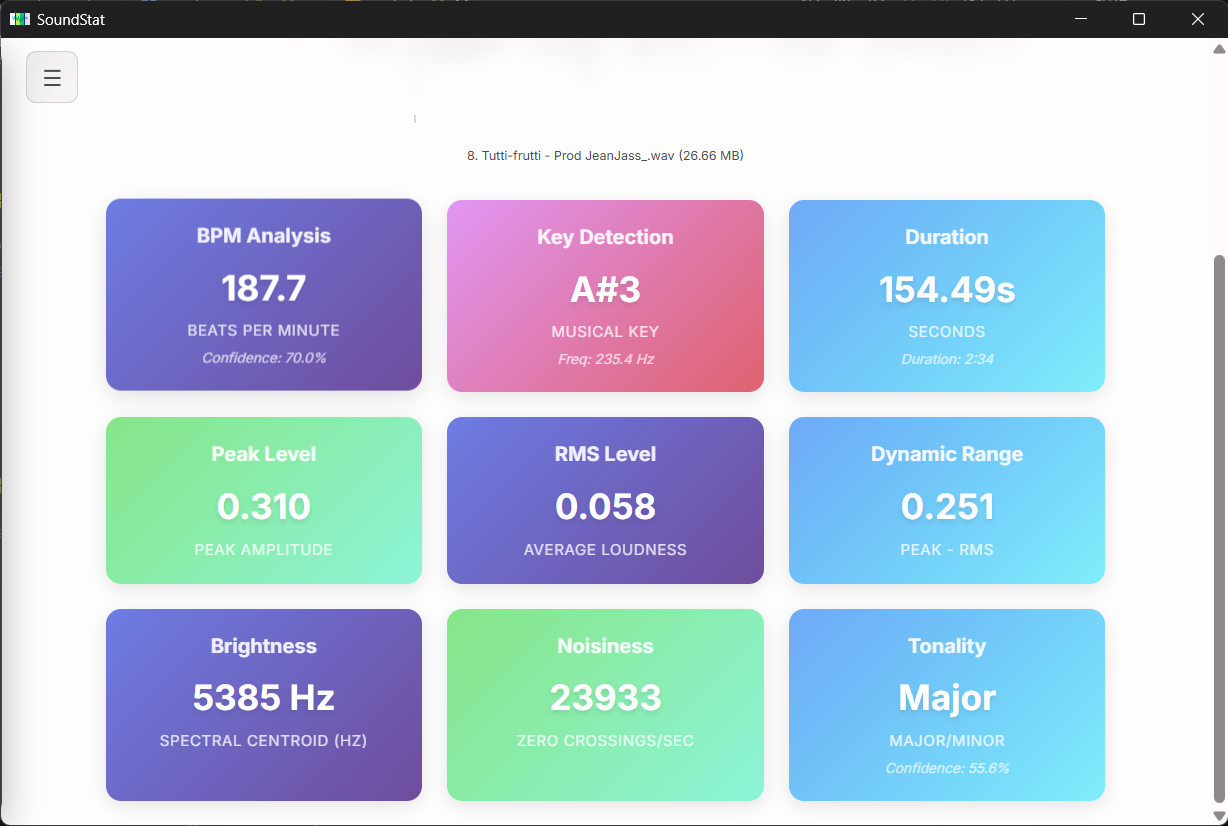 SoundStat
8. Tutti-frutti - Prod JeanJass_.wav (26.66 MB)
BPM Analysis
187.7
BEATS PER MINUTE
Confidence: 70.0%
Key Detection
A#3
MUSICAL KEY
Freq: 235.4 Hz
Duration
154.49s
SECONDS
Duration: 2:34
Peak Level
0.310
PEAK AMPLITUDE
RMS Level
0.058
AVERAGE LOUDNESS
Dynamic Range
0.251
PEAK - RMS
Brightness
5385 Hz
SPECTRAL CENTROID (HZ)
Noisiness
23933
ZERO CROSSINGS/SEC
Tonality
Major
MAJOR/MINOR
Confidence: 55.6%